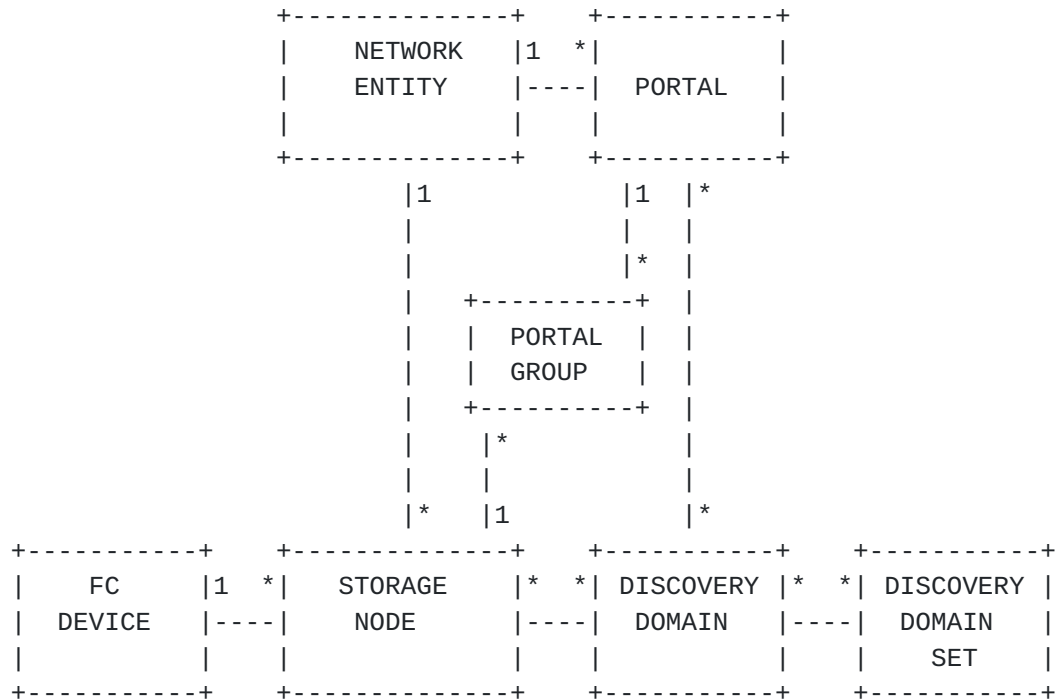 +--------------+    +-----------+
|    NETWORK   |1  *|           |
|    ENTITY    |----|  PORTAL   |
|              |    |           |
+--------------+    +-----------+
        |1            |1  |*
        |             |   |
        |             |*  |
        |   +----------+  |
        |   |  PORTAL  |  |
        |   |  GROUP   |  |
        |   +----------+  |
        |    |*           |
        |    |            |
        |*   |1           |*
+-----------+    +--------------+    +-----------+    +-----------+
|    FC     |1  *|   STORAGE    |*  *| DISCOVERY |*  *| DISCOVERY |
|  DEVICE   |----|    NODE      |----|  DOMAIN   |----|  DOMAIN   |
|           |    |              |    |           |    |    SET    |
+-----------+    +--------------+    +-----------+    +-----------+